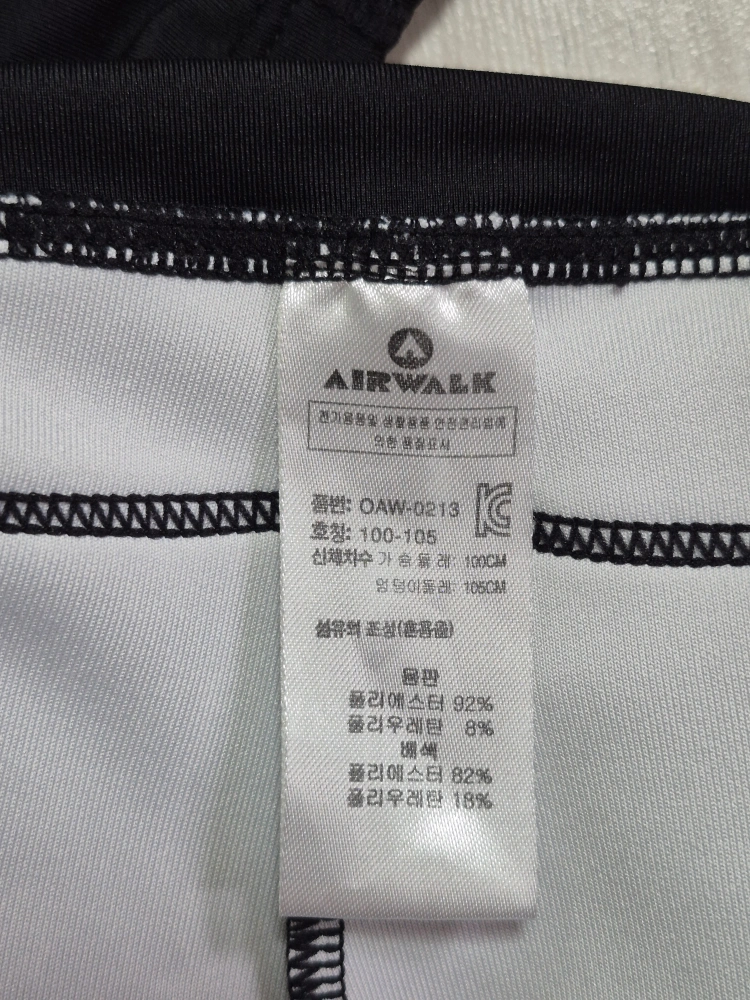 AIRWALK
전기용품및 생활용품 안전관리법에
의한 품질표시
품번: OAW-0213
호칭: 100-105
신체치수 가 슴 둘 레: 100CM
엉덩이둘레: 105CM
섬유의 조성(혼용율)
몸판
폴리에스터 92%
폴리우레탄 8%
배색
폴리에스터 82%
폴리우레탄 18%